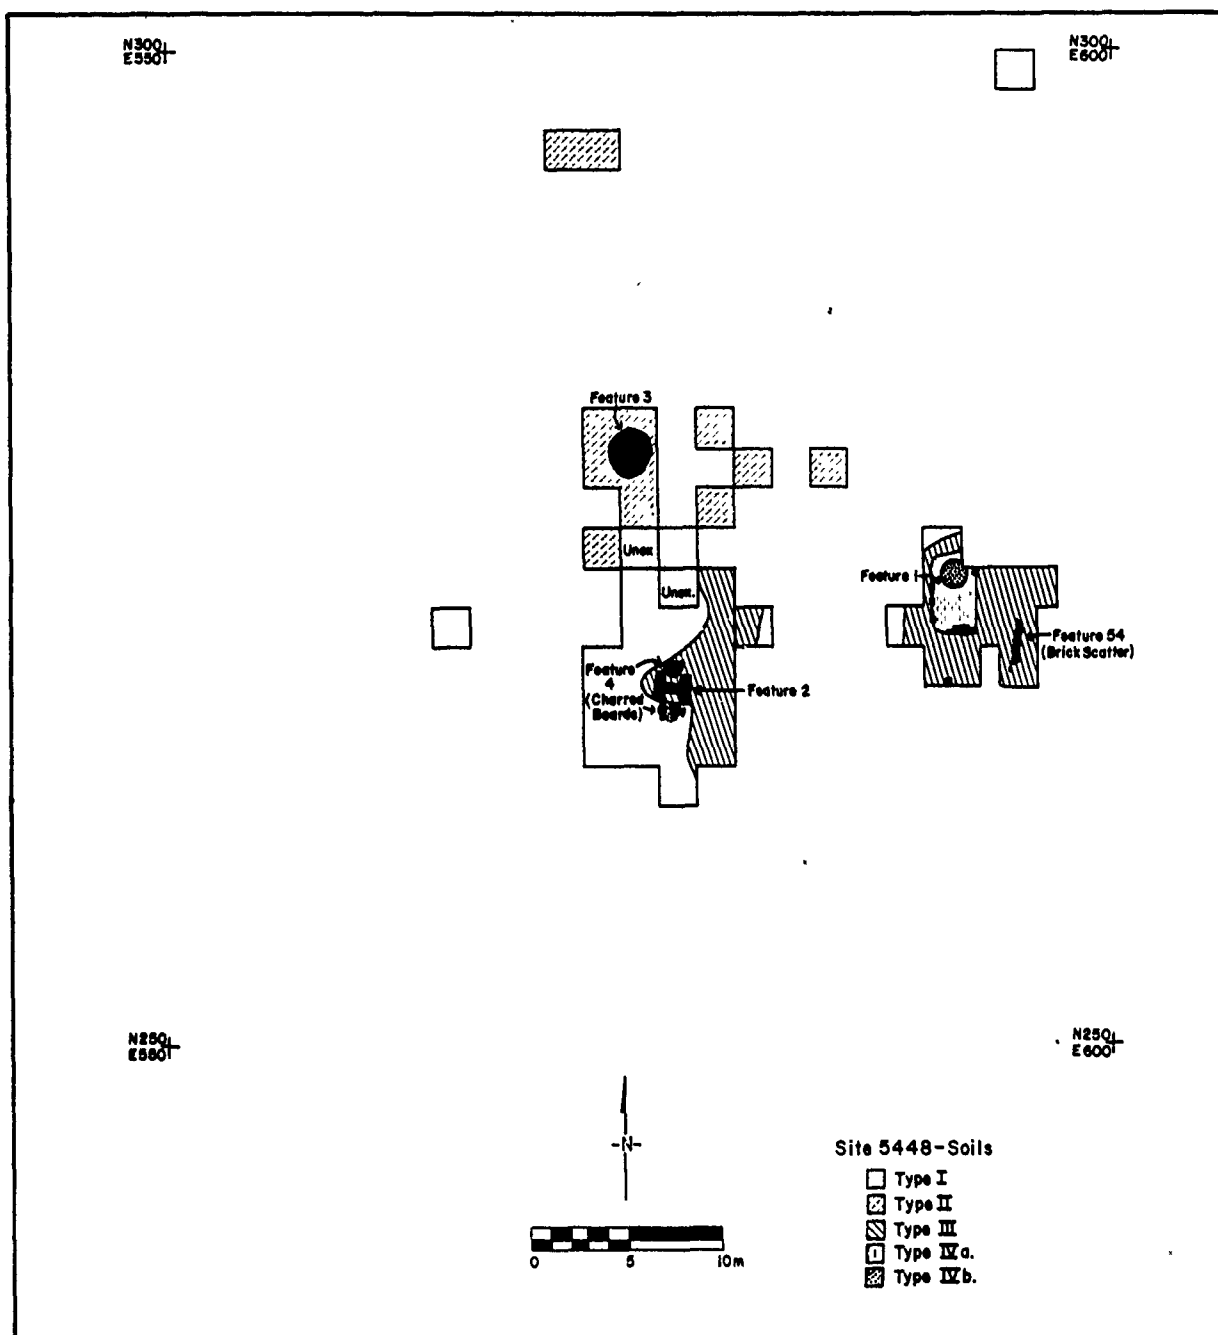 N300
E550
N300
E600
Feature 3
Unex
Unex.
Feature 1
Feature 54
(Brick Scatter)
Feature
4
(Charred
Boards)
Feature 2
N250
E550
N250
E600
-N-
0 5 10m
Site 5448-Soils
Type I
Type II
Type III
Type IVa.
Type IVb.